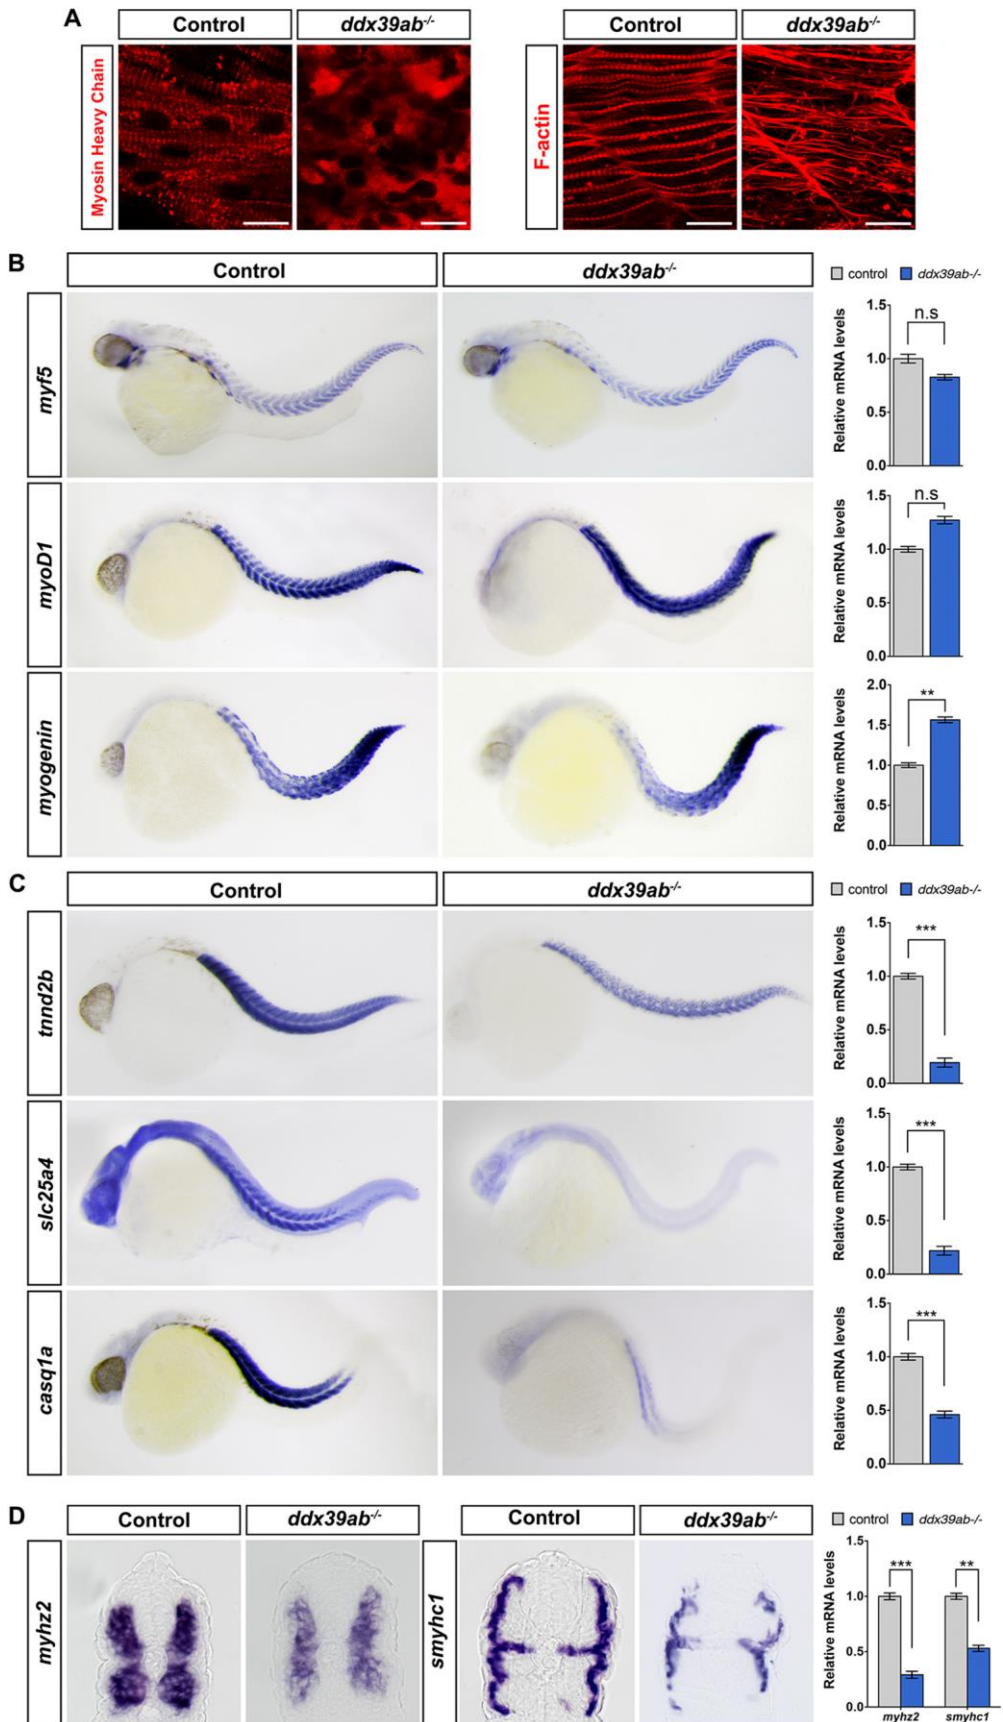 A
Control
ddx39ab-/-
Control
ddx39ab-/-
Myosin Heavy Chain
F-actin
B
Control
ddx39ab-/-
control
ddx39ab-/-
myf5
Relative mRNA levels
1.5
1.0
0.5
0.0
n.s
myoD1
Relative mRNA levels
1.5
1.0
0.5
0.0
n.s
myogenin
Relative mRNA levels
2.0
1.5
1.0
0.5
0.0
**
C
Control
ddx39ab-/-
control
ddx39ab-/-
tnnd2b
Relative mRNA levels
1.5
1.0
0.5
0.0
***
slc25a4
Relative mRNA levels
1.5
1.0
0.5
0.0
***
casq1a
Relative mRNA levels
1.5
1.0
0.5
0.0
***
D
Control
ddx39ab-/-
Control
ddx39ab-/-
control
ddx39ab-/-
myhz2
smyhc1
Relative mRNA levels
1.5
1.0
0.5
0.0
***
**
myhz2
smyhc1